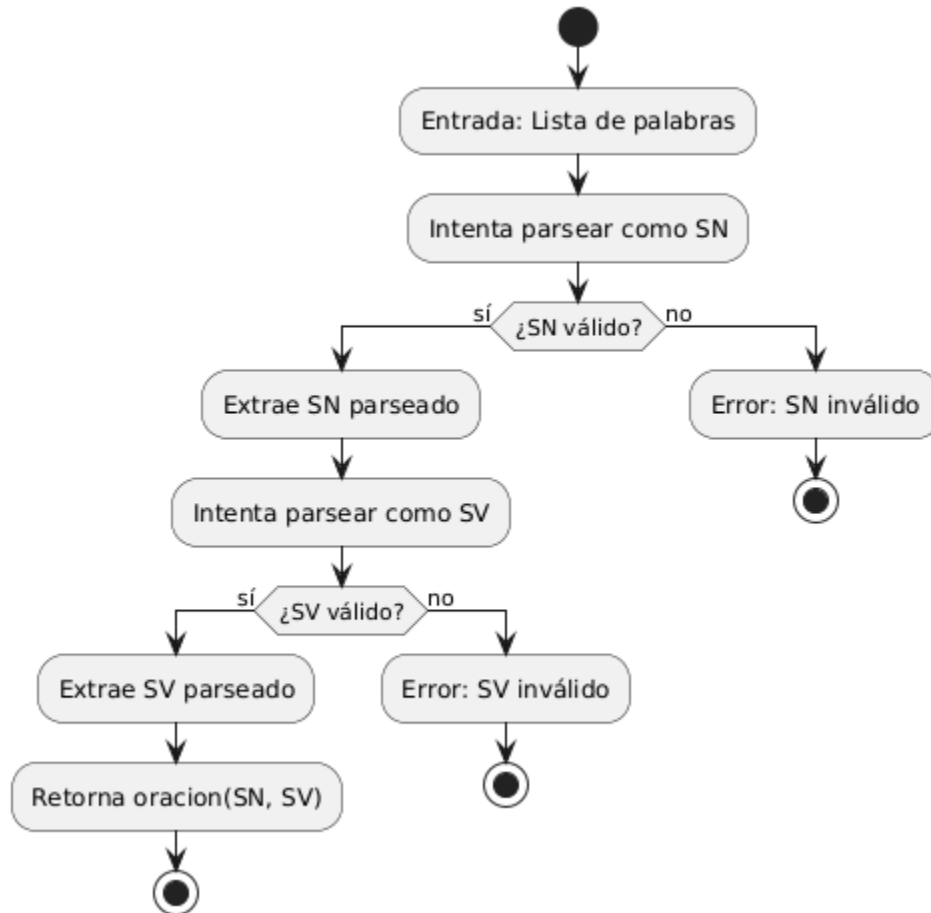 Entrada: Lista de palabras
Intenta parsear como SN
¿SN válido?
sí
no
Extrae SN parseado
Error: SN inválido
Intenta parsear como SV
¿SV válido?
sí
no
Extrae SV parseado
Error: SV inválido
Retorna oracion(SN, SV)